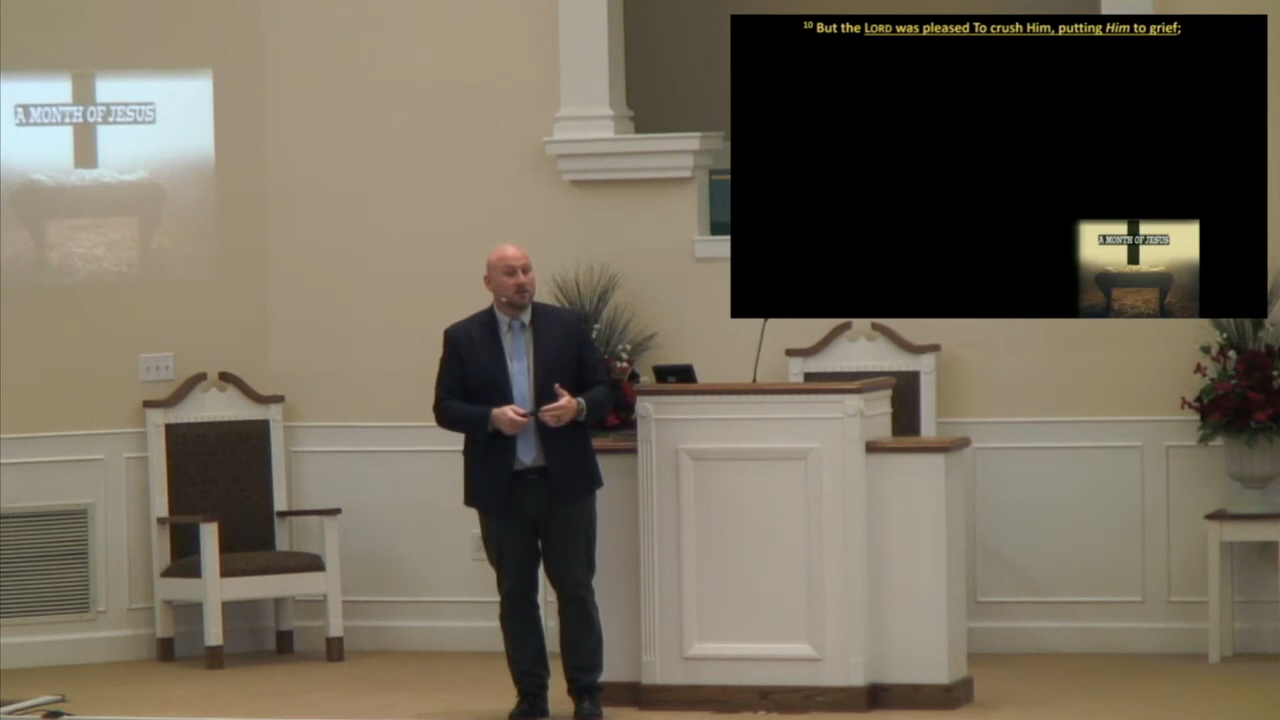 A MONTH OF JESUS
10 But the LORD was pleased To crush Him, putting Him to grief;
A MONTH OF JESUS